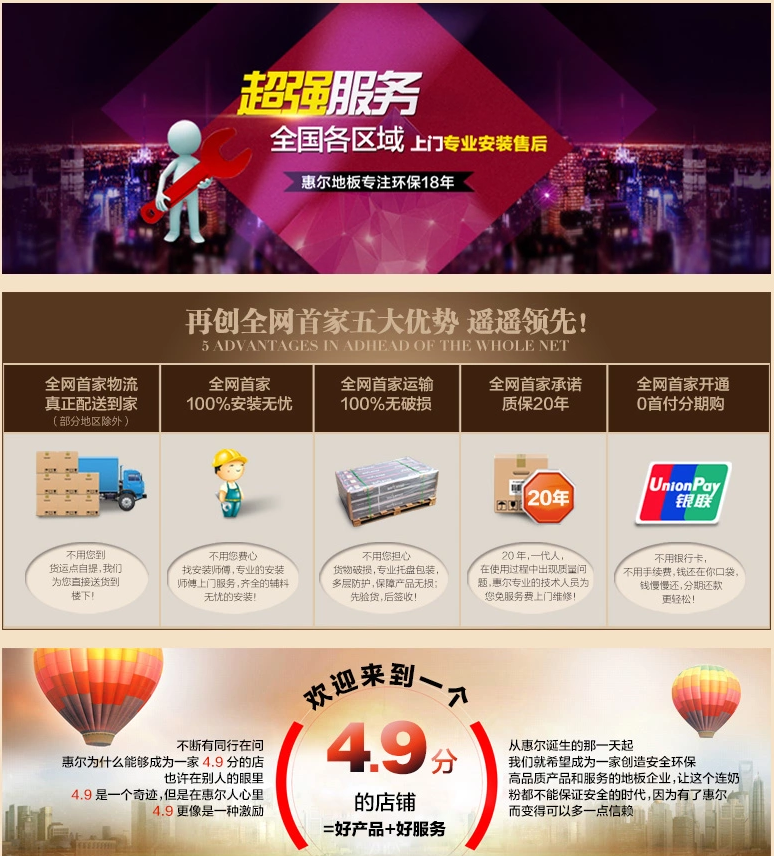 超强服务
全国各区域 上门专业安装售后
惠尔地板专注环保18年
再创全网首家五大优势 遥遥领先!
5 ADVANTAGES IN ADHEAD OF THE WHOLE NET
全网首家物流
真正配送到家
(部分地区除外)
全网首家
100%安装无忧
全网首家运输
100%无破损
全网首家承诺
质保20年
全网首家开通
0首付分期购
20年
UnionPay
银联
不用您到
货运点自提,我们
为您直接送货到
楼下!
不用您费心
找安装师傅,专业的安装
师傅上门服务,齐全的辅料
无忧的安装!
不用您担心
货物破损,专业托盘包装,
多层防护,保障产品无损;
先验货,后签收!
20年,一代人,
在使用过程中出现质量问
题,惠尔专业的技术人员为
您免服务费上门维修!
不用银行卡,
不用手续费,钱还在你口袋,
钱慢慢还,分期还款
更轻松!
欢迎来到一个
4.9分
的店铺
=好产品+好服务
不断有同行在问
惠尔为什么能够成为一家 4.9 分的店
也许在别人的眼里
4.9 是一个奇迹,但是在惠尔人心里
4.9 更像是一种激励
从惠尔诞生的那一天起
我们就希望成为一家创造安全环保
高品质产品和服务的地板企业,让这个连奶
粉都不能保证安全的时代,因为有了惠尔
而变得可以多一点信赖